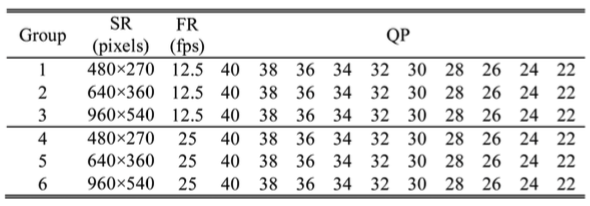 Group SR (pixels) FR (fps) QP
1 480×270 12.5 40 38 36 34 32 30 28 26 24 22
2 640×360 12.5 40 38 36 34 32 30 28 26 24 22
3 960×540 12.5 40 38 36 34 32 30 28 26 24 22
4 480×270 25 40 38 36 34 32 30 28 26 24 22
5 640×360 25 40 38 36 34 32 30 28 26 24 22
6 960×540 25 40 38 36 34 32 30 28 26 24 22